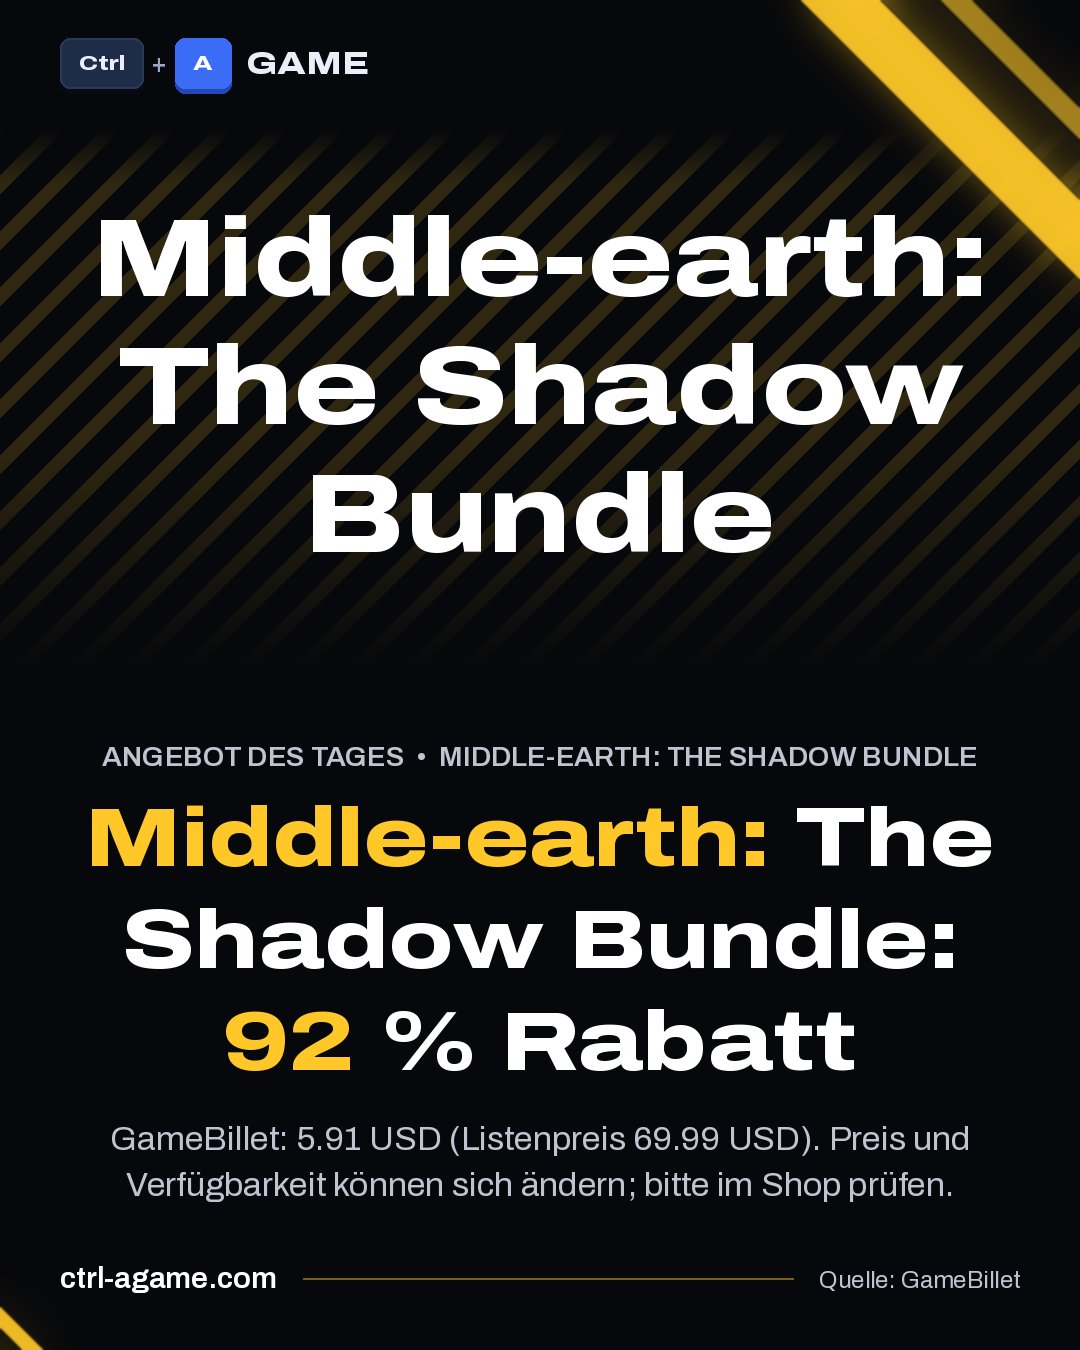 Ctrl + A GAME
Middle-earth:
The Shadow
Bundle
ANGEBOT DES TAGES • MIDDLE-EARTH: THE SHADOW BUNDLE
Middle-earth: The
Shadow Bundle:
92 % Rabatt
GameBillet: 5.91 USD (Listenpreis 69.99 USD). Preis und
Verfügbarkeit können sich ändern; bitte im Shop prüfen.
ctrl-agame.com
Quelle: GameBillet